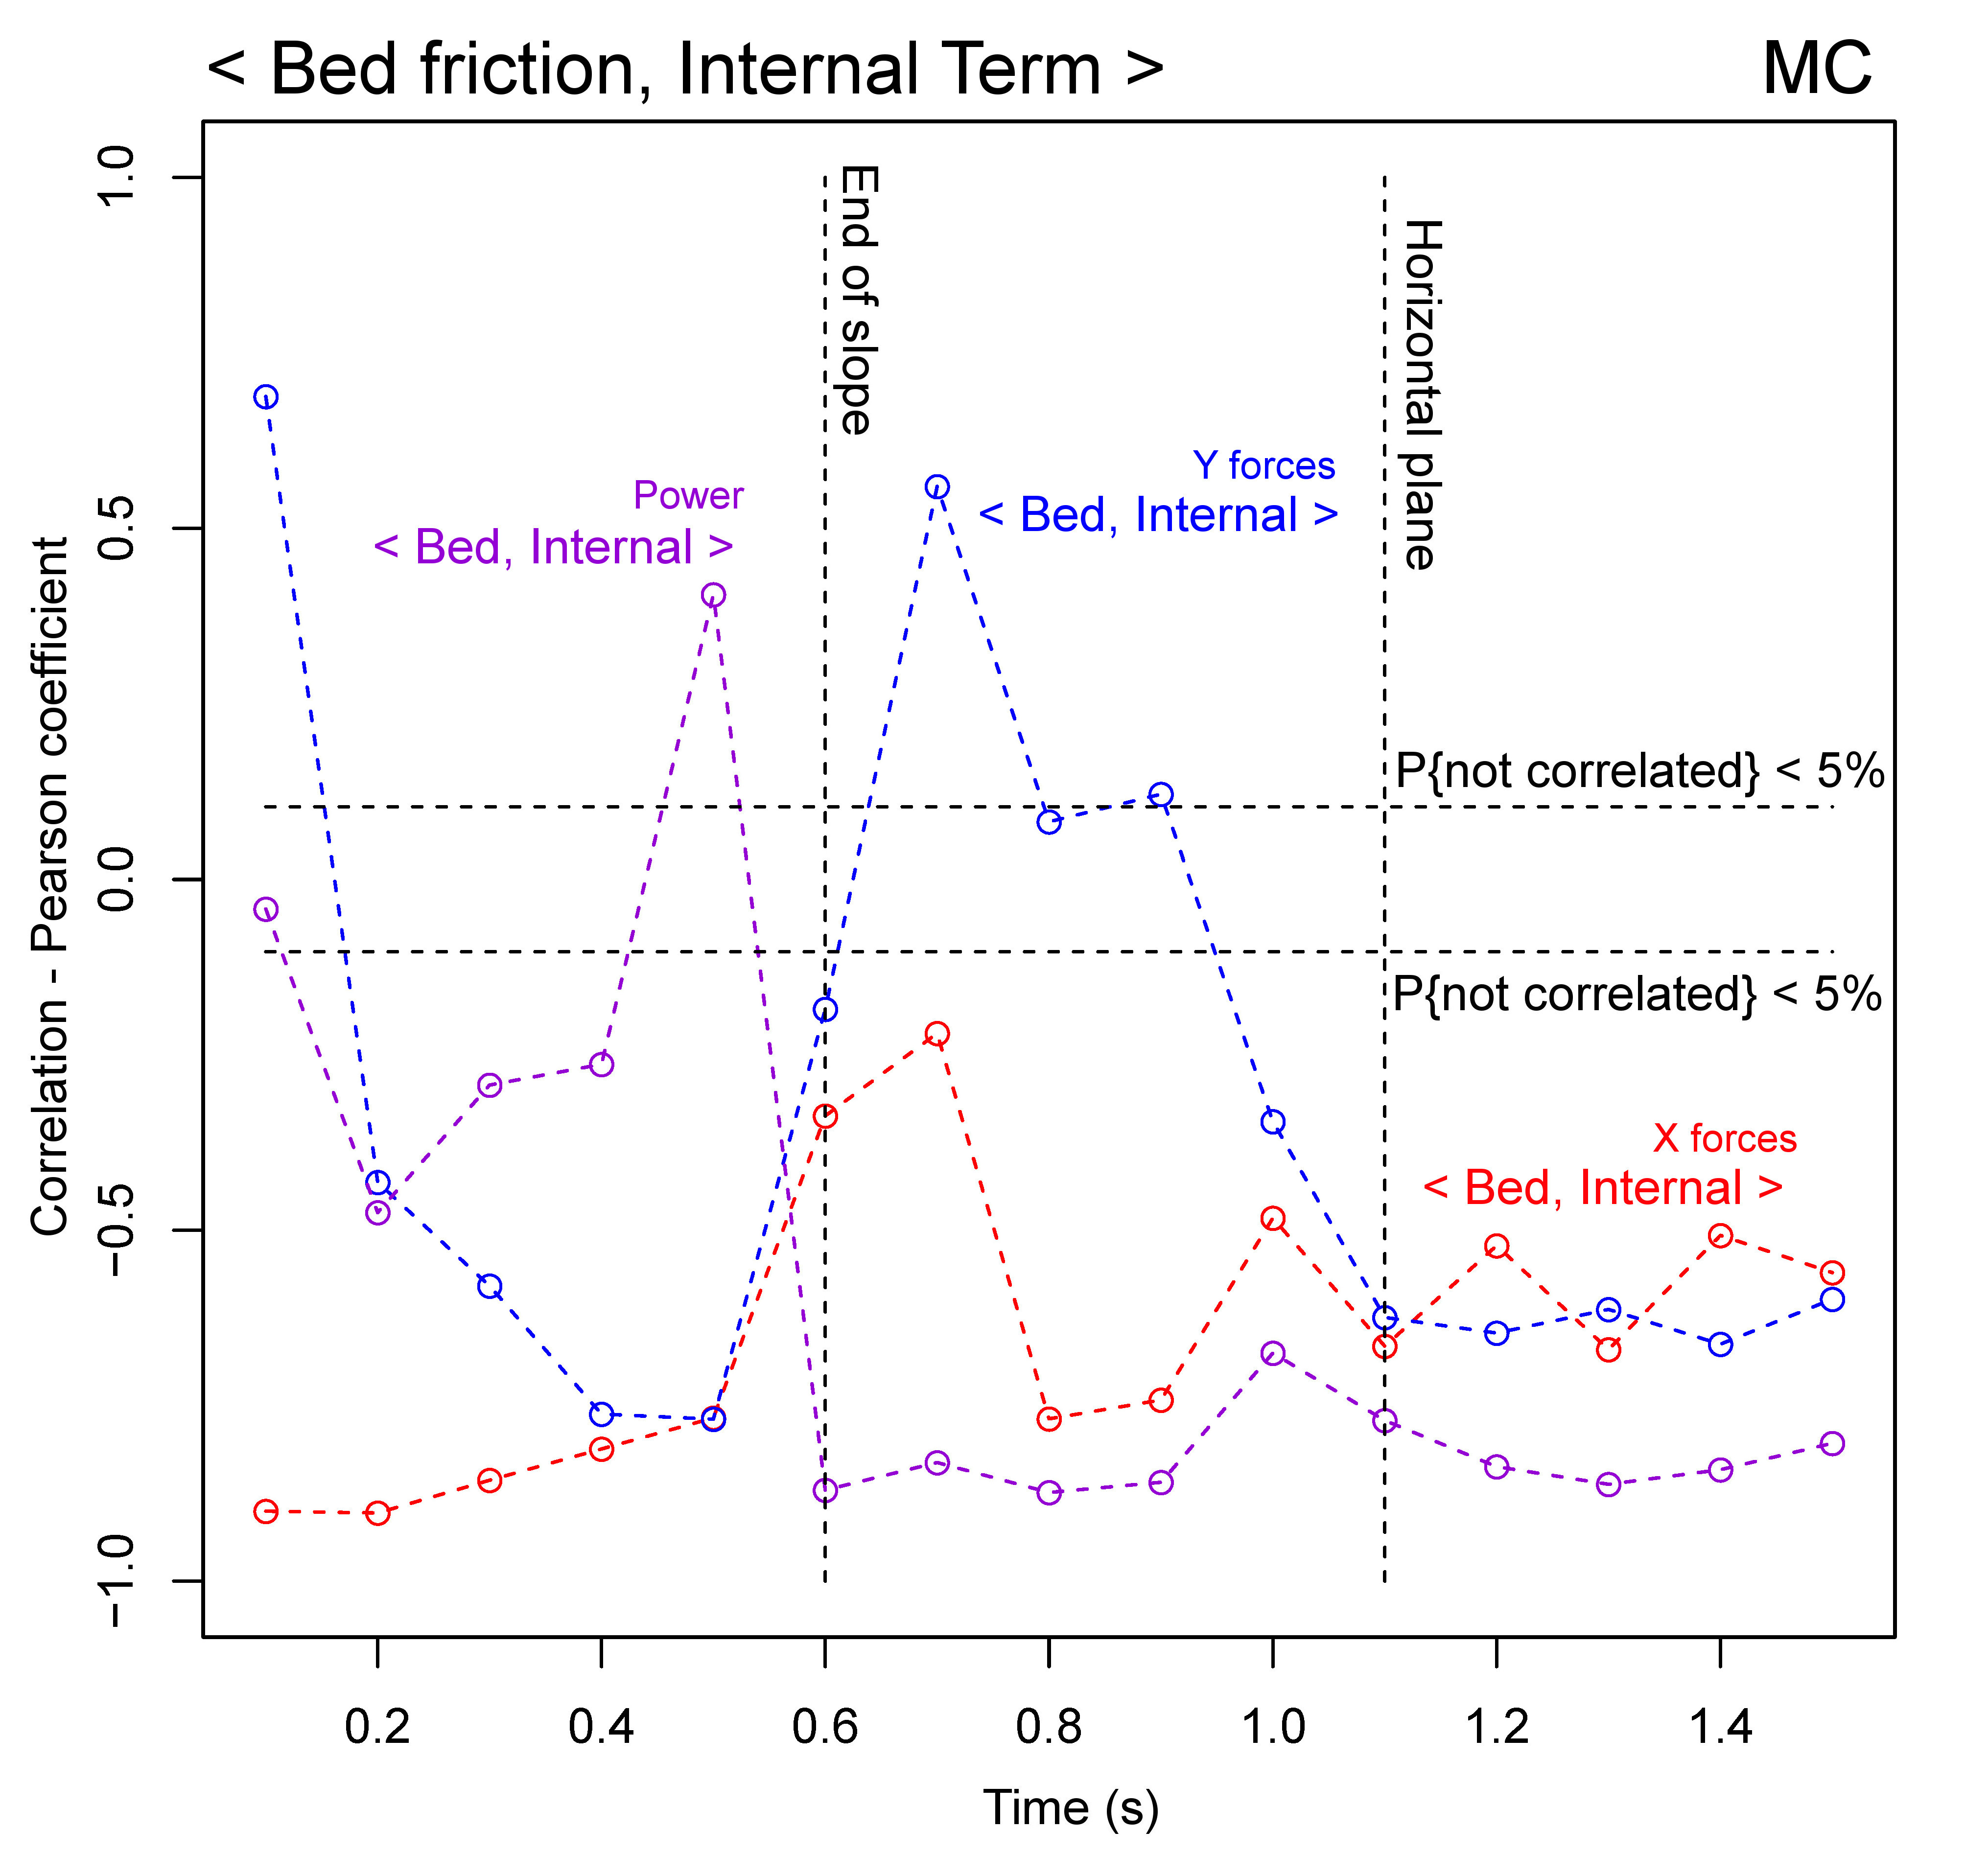 < Bed friction, Internal Term >
MC
Correlation - Pearson coefficient
1.0
0.5
0.0
−0.5
−1.0
End of slope
Horizontal plane
Power
< Bed, Internal >
Y forces
< Bed, Internal >
P{not correlated} < 5%
P{not correlated} < 5%
X forces
< Bed, Internal >
0.2
0.4
0.6
0.8
1.0
1.2
1.4
Time (s)